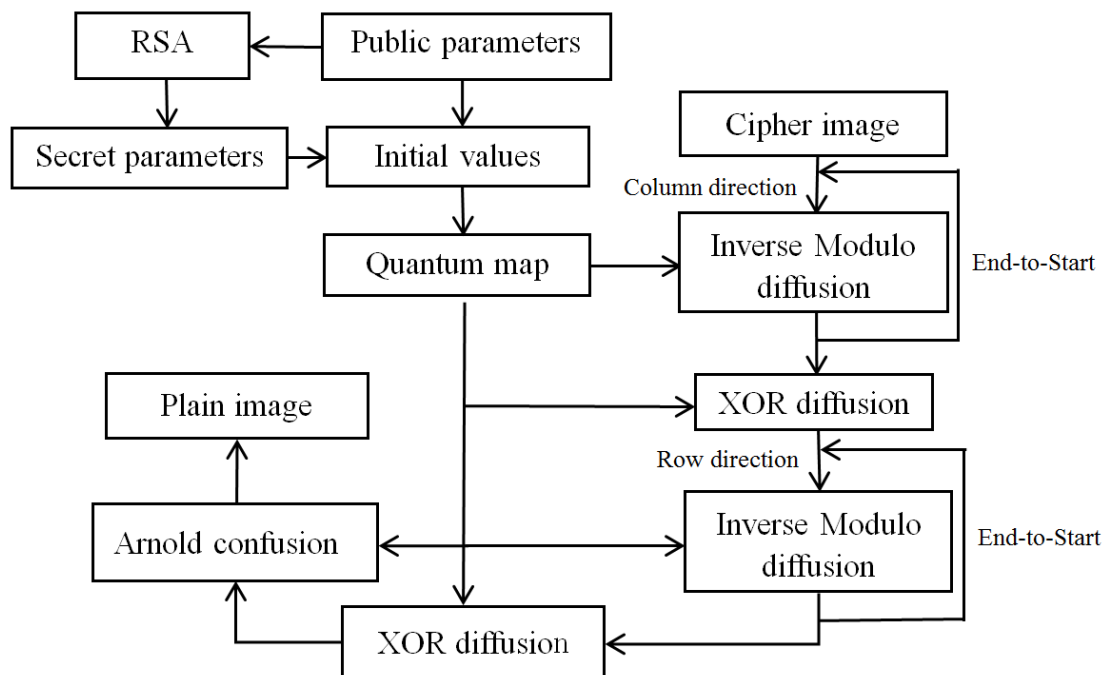 RSA
Public parameters
Secret parameters
Initial values
Cipher image
Column direction
Quantum map
Inverse Modulo
diffusion
End-to-Start
Plain image
XOR diffusion
Row direction
Arnold confusion
Inverse Modulo
diffusion
End-to-Start
XOR diffusion